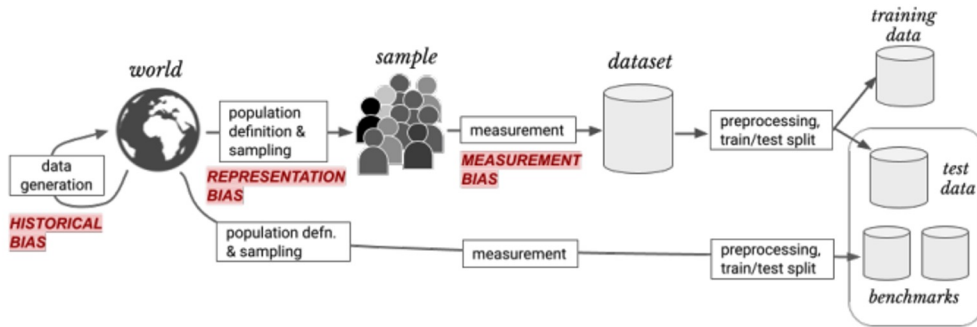 training
data
world
sample
dataset
population
definition &
sampling
measurement
preprocessing,
train/test split
data
generation
REPRESENTATION
BIAS
MEASUREMENT
BIAS
test
data
HISTORICAL
BIAS
population defn.
& sampling
measurement
preprocessing,
train/test split
benchmarks